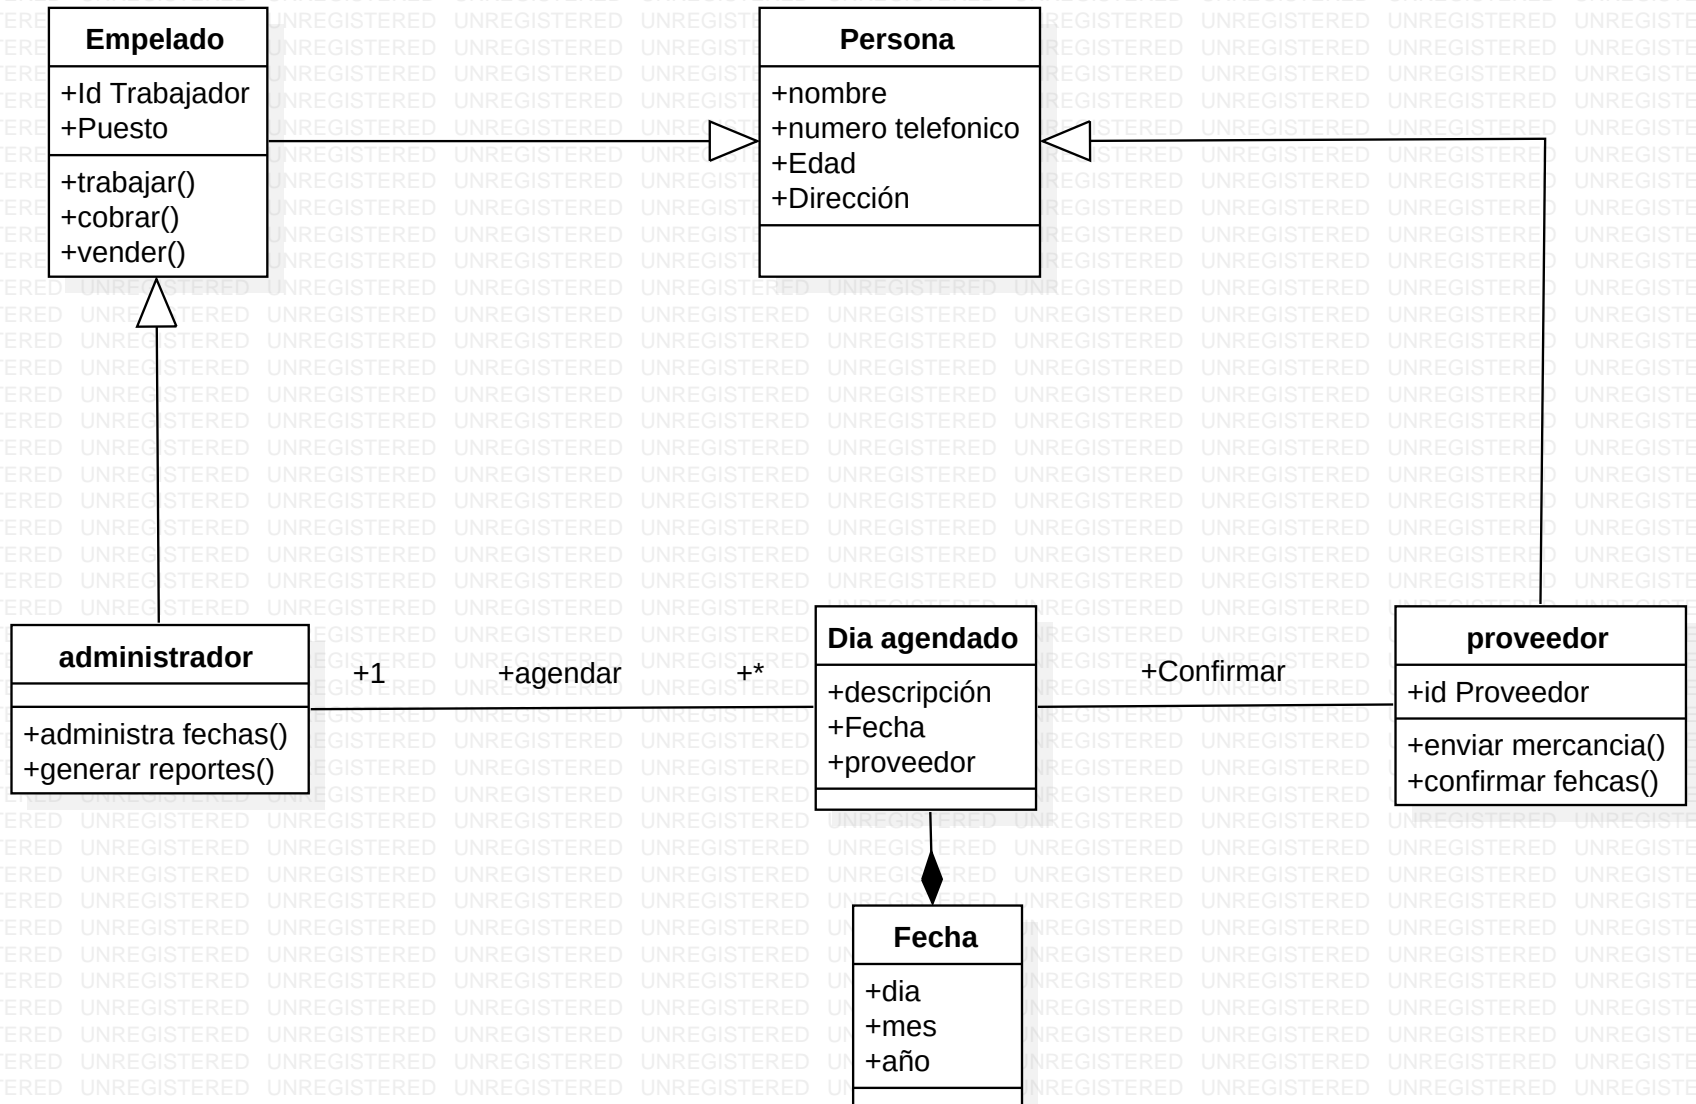 Empelado
+Id Trabajador
+Puesto
+trabajar()
+cobrar()
+vender()
Persona
+nombre
+numero telefonico
+Edad
+Dirección
administrador
+administra fechas()
+generar reportes()
+1
+agendar
+*
Dia agendado
+descripción
+Fecha
+proveedor
+Confirmar
proveedor
+id Proveedor
+enviar mercancia()
+confirmar fehcas()
Fecha
+dia
+mes
+año
UNREGISTERED